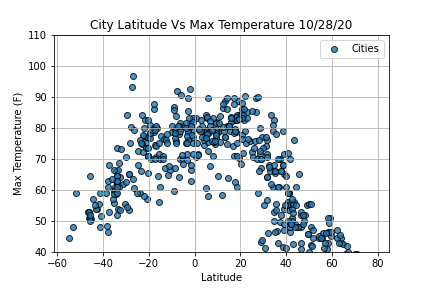 City Latitude Vs Max Temperature 10/28/20
Cities
Max Temperature (F)
110
100
90
80
70
60
50
40
−60 −40 −20 0 20 40 60 80
Latitude